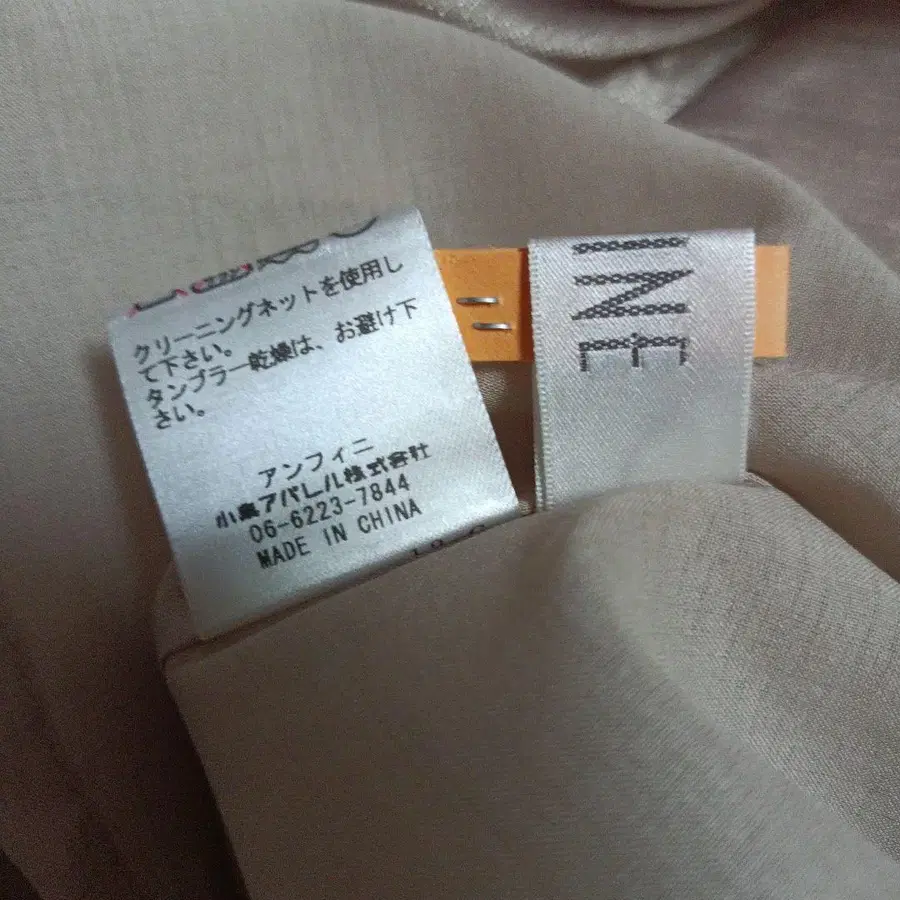 クリーニングネットを使用し
て下さい。
タンブラー乾燥は、お避け下
さい。
アンフィニ
小泉アパレル株式会社
06-6223-7844
MADE IN CHINA
INE